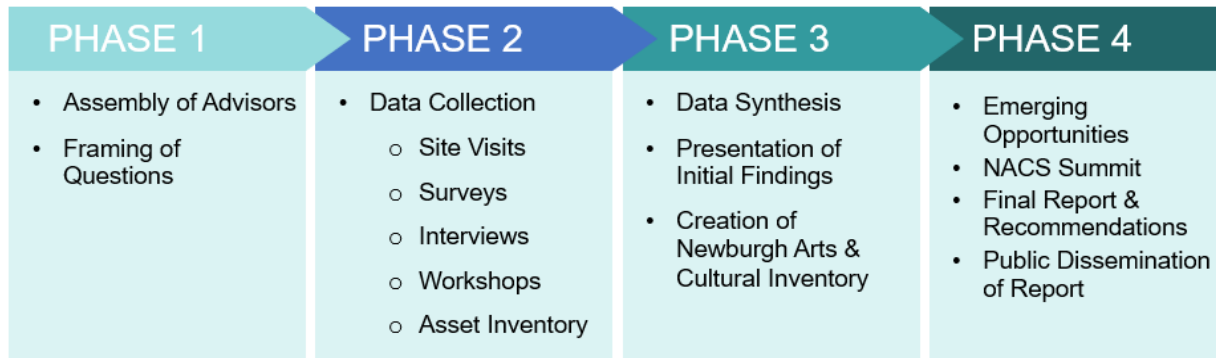 PHASE 1
• Assembly of Advisors
• Framing of
Questions
PHASE 2
• Data Collection
o Site Visits
o Surveys
o Interviews
o Workshops
o Asset Inventory
PHASE 3
• Data Synthesis
• Presentation of
Initial Findings
• Creation of
Newburgh Arts &
Cultural Inventory
PHASE 4
• Emerging
Opportunities
• NACS Summit
• Final Report &
Recommendations
• Public Dissemination
of Report